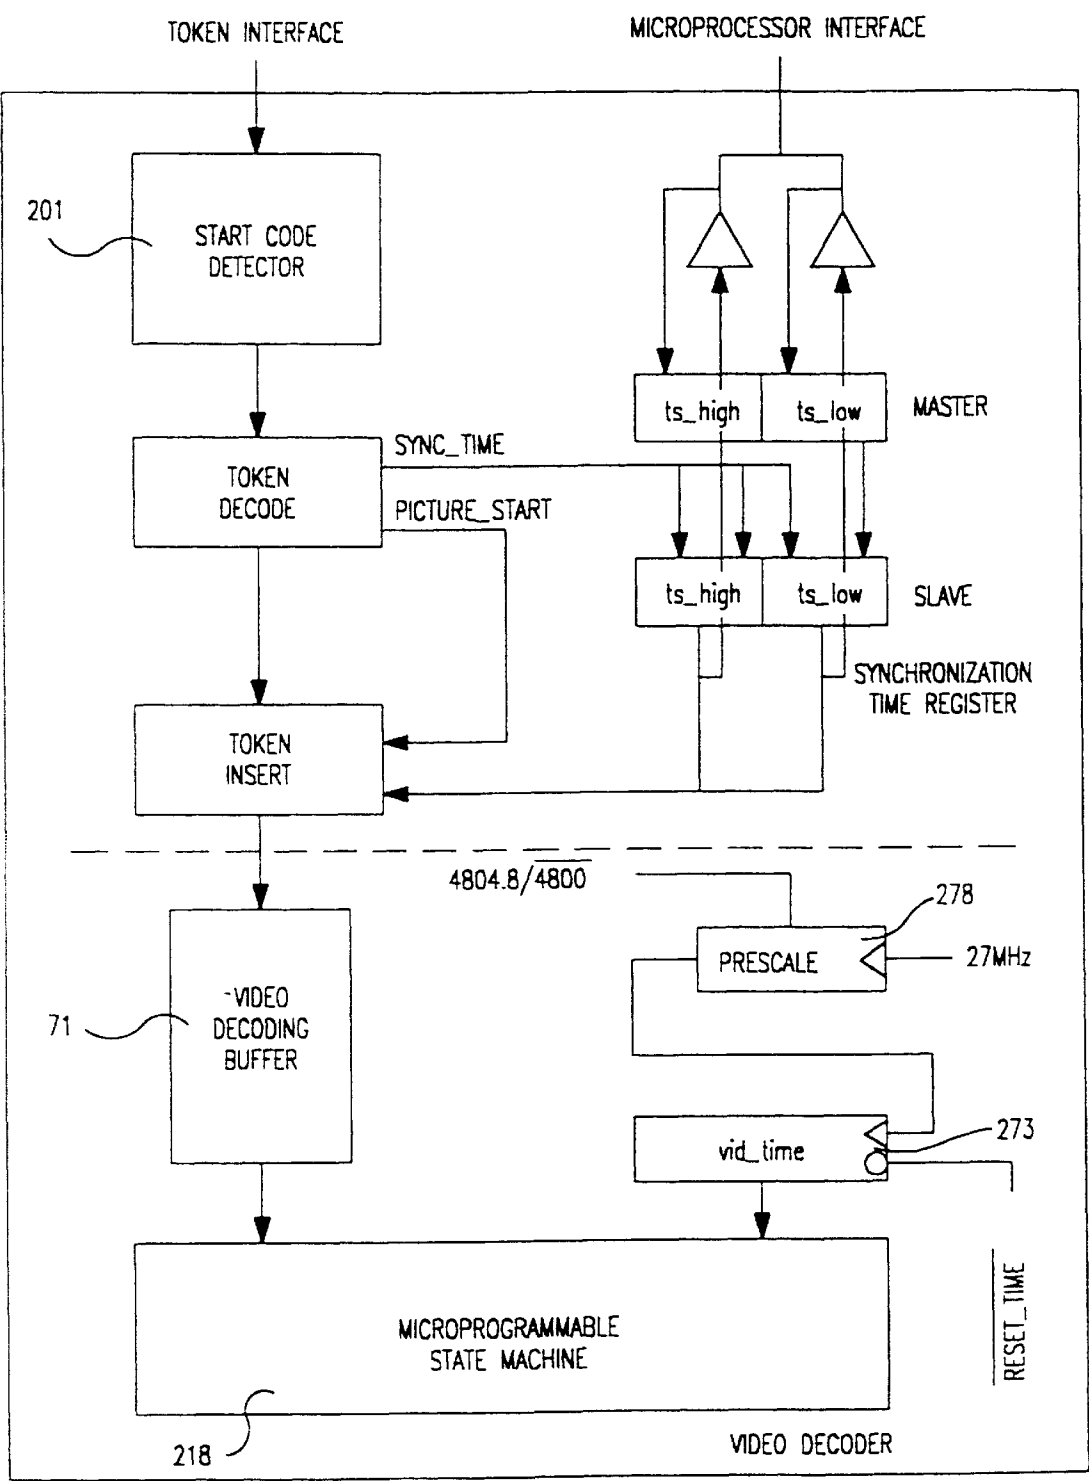 TOKEN INTERFACE
MICROPROCESSOR INTERFACE
201
START CODE
DETECTOR
ts_high
ts_low
MASTER
SYNC_TIME
TOKEN
DECODE
PICTURE_START
ts_high
ts_low
SLAVE
SYNCHRONIZATION
TIME REGISTER
TOKEN
INSERT
4804.8/4800
278
PRESCALE
27MHz
71
VIDEO
DECODING
BUFFER
vid_time
273
RESET_TIME
MICROPROGRAMMABLE
STATE MACHINE
218
VIDEO DECODER